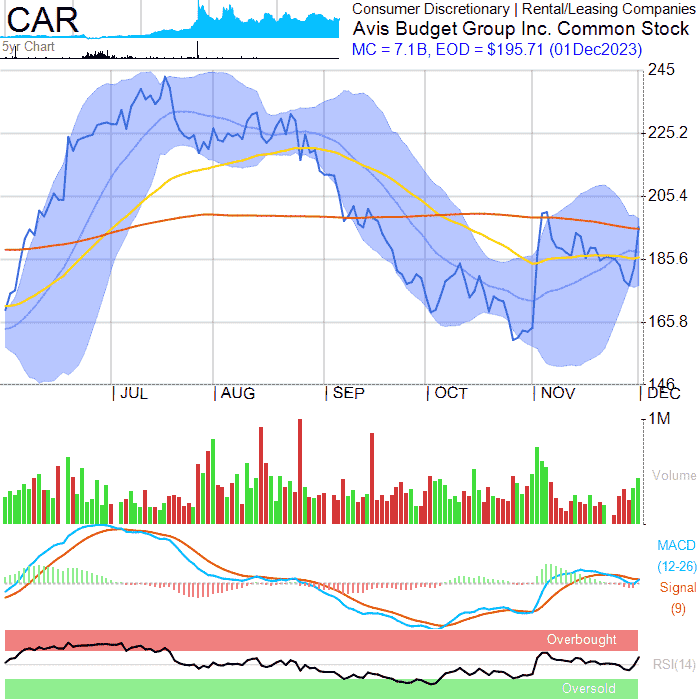 CAR
Consumer Discretionary | Rental/Leasing Companies
Avis Budget Group Inc. Common Stock
MC = 7.1B, EOD = $195.71 (01Dec2023)
5yr Chart
245
225.2
205.4
185.6
165.8
146
JUL AUG SEP OCT NOV DEC
1M
Volume
MACD
(12-26)
Signal
(9)
Overbought
RSI(14)
Oversold